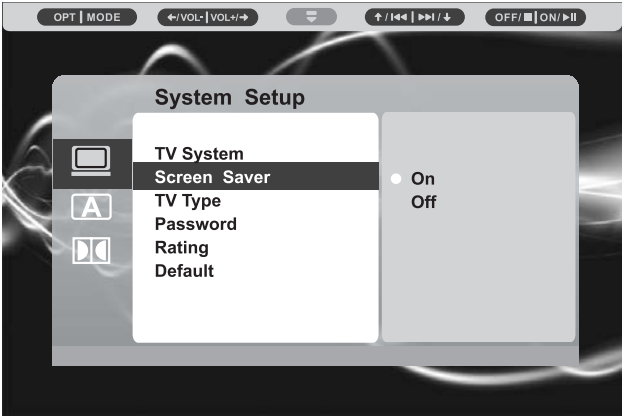 OPT | MODE
←/VOL- | VOL+/→
↑/⏮ | ⏭/↓
OFF/■ | ON/▶II
System Setup
TV System
Screen Saver
On
TV Type
Off
Password
Rating
Default
A